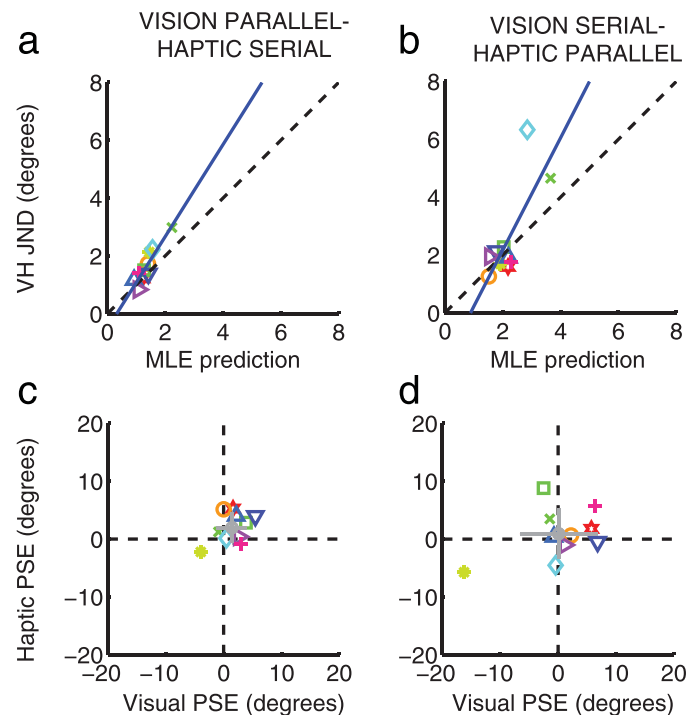 a
VISION PARALLEL-
HAPTIC SERIAL
b
VISION SERIAL-
HAPTIC PARALLEL
VH JND (degrees)
8
6
4
2
0
0 2 4 6 8
MLE prediction
8
6
4
2
0
0 2 4 6 8
MLE prediction
c
Haptic PSE (degrees)
20
10
0
−10
−20
−20 −10 0 10 20
Visual PSE (degrees)
d
20
10
0
−10
−20
−20 −10 0 10 20
Visual PSE (degrees)